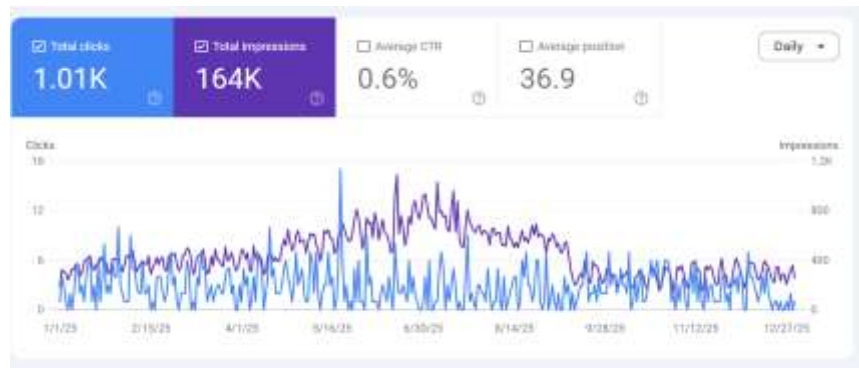 Total clicks
1.01K
Total impressions
164K
Average CTR
0.6%
Average position
36.9
Daily
Clicks
Impressions
18
1.2K
12
800
6
400
0
0
1/1/25
2/15/25
4/1/25
5/16/25
6/30/25
8/14/25
9/28/25
11/12/25
12/27/25